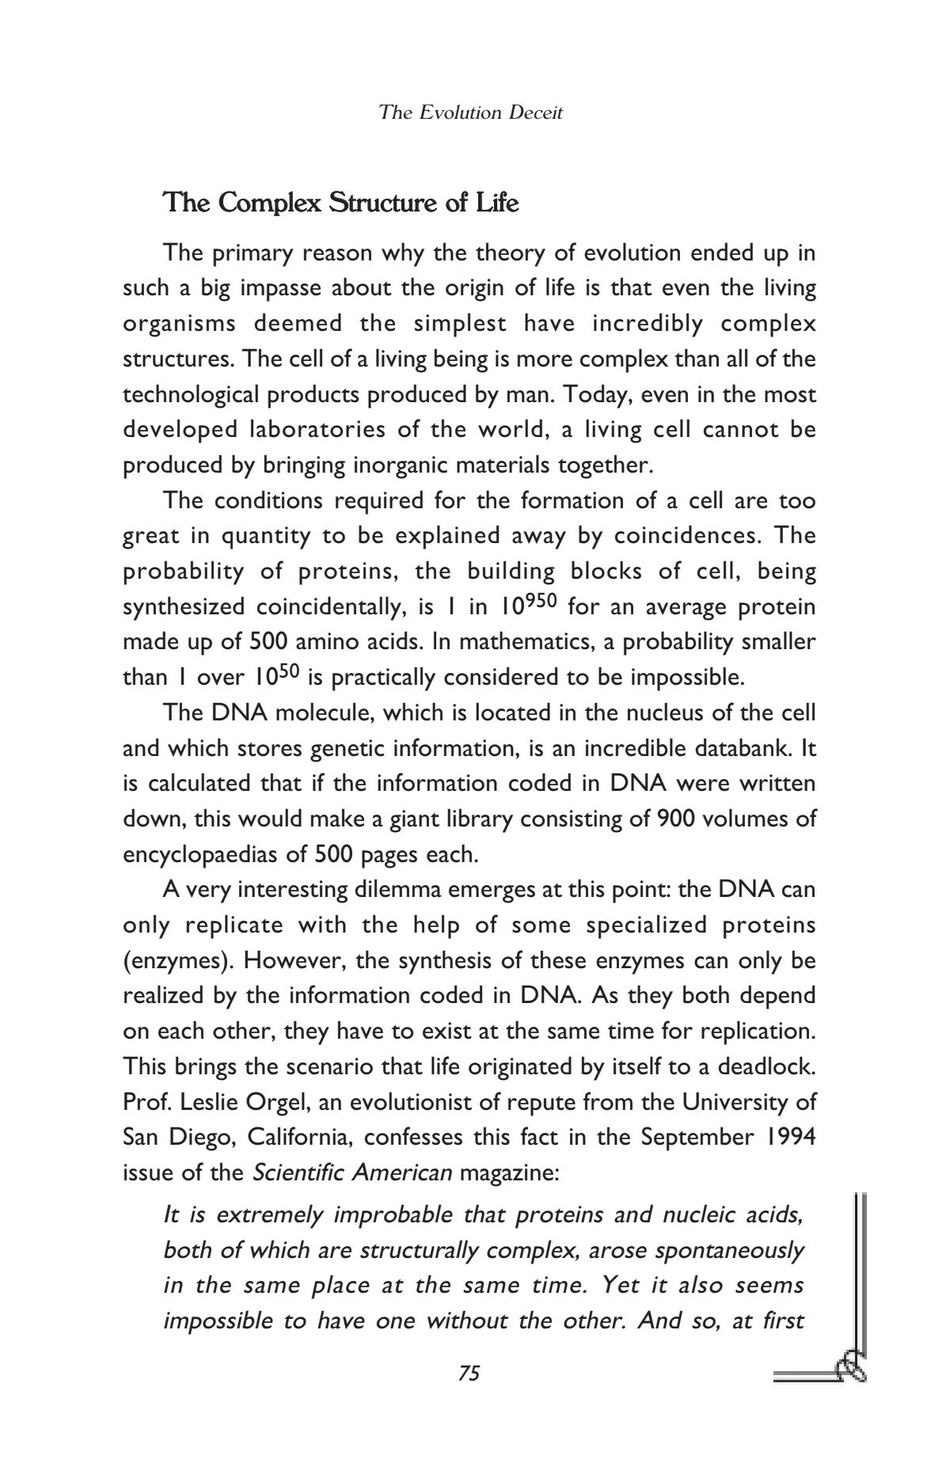 The Evolution Deceit
The Complex Structure of Life
The primary reason why the theory of evolution ended up in
such a big impasse about the origin of life is that even the living
organisms deemed the simplest have incredibly complex
structures. The cell of a living being is more complex than all of the
technological products produced by man. Today, even in the most
developed laboratories of the world, a living cell cannot be
produced by bringing inorganic materials together.
The conditions required for the formation of a cell are too
great in quantity to be explained away by coincidences. The
probability of proteins, the building blocks of cell, being
synthesized coincidentally, is 1 in 10⁹⁵⁰ for an average protein
made up of 500 amino acids. In mathematics, a probability smaller
than 1 over 10⁵⁰ is practically considered to be impossible.
The DNA molecule, which is located in the nucleus of the cell
and which stores genetic information, is an incredible databank. It
is calculated that if the information coded in DNA were written
down, this would make a giant library consisting of 900 volumes of
encyclopaedias of 500 pages each.
A very interesting dilemma emerges at this point: the DNA can
only replicate with the help of some specialized proteins
(enzymes). However, the synthesis of these enzymes can only be
realized by the information coded in DNA. As they both depend
on each other, they have to exist at the same time for replication.
This brings the scenario that life originated by itself to a deadlock.
Prof. Leslie Orgel, an evolutionist of repute from the University of
San Diego, California, confesses this fact in the September 1994
issue of the Scientific American magazine:
It is extremely improbable that proteins and nucleic acids,
both of which are structurally complex, arose spontaneously
in the same place at the same time. Yet it also seems
impossible to have one without the other. And so, at first
75